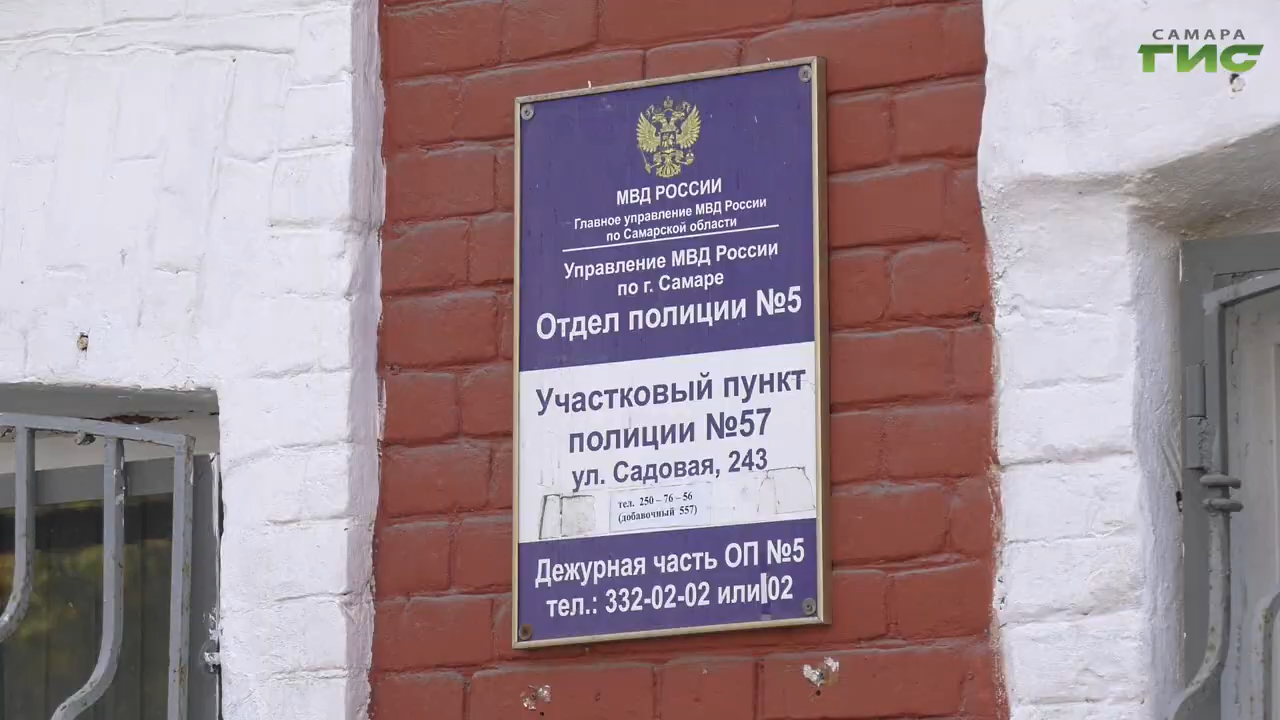 САМАРА
ГИС
МВД РОССИИ
Главное управление МВД России
по Самарской области
Управление МВД России
по г. Самаре
Отдел полиции №5
Участковый пункт
полиции №57
ул. Садовая, 243
тел. 250 – 76 – 56
(добавочный 557)
Дежурная часть ОП №5
тел.: 332-02-02 или 02